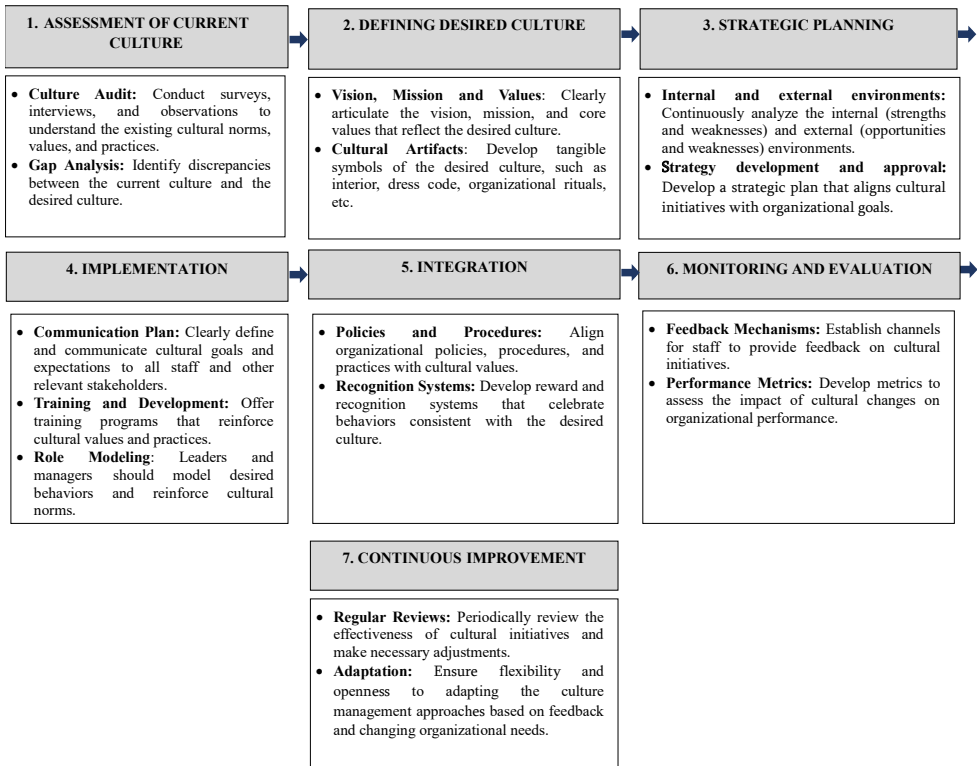 1. ASSESSMENT OF CURRENT
CULTURE
• Culture Audit: Conduct surveys,
interviews, and observations to
understand the existing cultural norms,
values, and practices.
• Gap Analysis: Identify discrepancies
between the current culture and the
desired culture.
2. DEFINING DESIRED CULTURE
• Vision, Mission and Values: Clearly
articulate the vision, mission, and core
values that reflect the desired culture.
• Cultural Artifacts: Develop tangible
symbols of the desired culture, such as
interior, dress code, organizational rituals,
etc.
3. STRATEGIC PLANNING
• Internal and external environments:
Continuously analyze the internal (strengths
and weaknesses) and external (opportunities
and weaknesses) environments.
• Strategy development and approval:
Develop a strategic plan that aligns cultural
initiatives with organizational goals.
4. IMPLEMENTATION
• Communication Plan: Clearly define
and communicate cultural goals and
expectations to all staff and other
relevant stakeholders.
• Training and Development: Offer
training programs that reinforce
cultural values and practices.
• Role Modeling: Leaders and
managers should model desired
behaviors and reinforce cultural
norms.
5. INTEGRATION
• Policies and Procedures: Align
organizational policies, procedures, and
practices with cultural values.
• Recognition Systems: Develop reward and
recognition systems that celebrate
behaviors consistent with the desired
culture.
6. MONITORING AND EVALUATION
• Feedback Mechanisms: Establish channels
for staff to provide feedback on cultural
initiatives.
• Performance Metrics: Develop metrics to
assess the impact of cultural changes on
organizational performance.
7. CONTINUOUS IMPROVEMENT
• Regular Reviews: Periodically review the
effectiveness of cultural initiatives and
make necessary adjustments.
• Adaptation: Ensure flexibility and
openness to adapting the culture
management approaches based on feedback
and changing organizational needs.